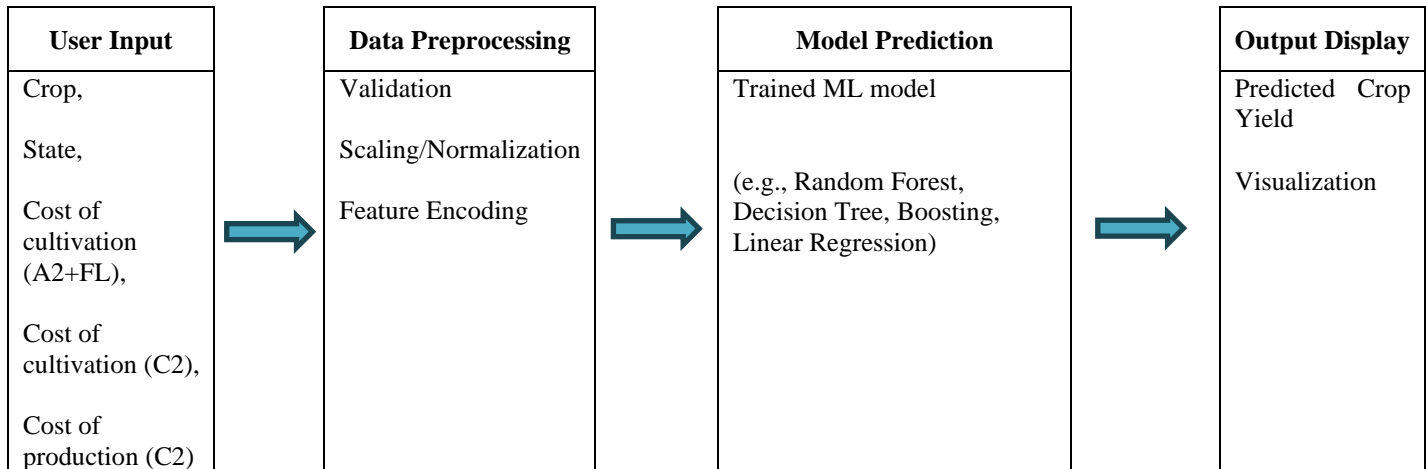 User Input
Crop,
State,
Cost of
cultivation
(A2+FL),
Cost of
cultivation (C2),
Cost of
production (C2)
Data Preprocessing
Validation
Scaling/Normalization
Feature Encoding
Model Prediction
Trained ML model
(e.g., Random Forest,
Decision Tree, Boosting,
Linear Regression)
Output Display
Predicted Crop
Yield
Visualization